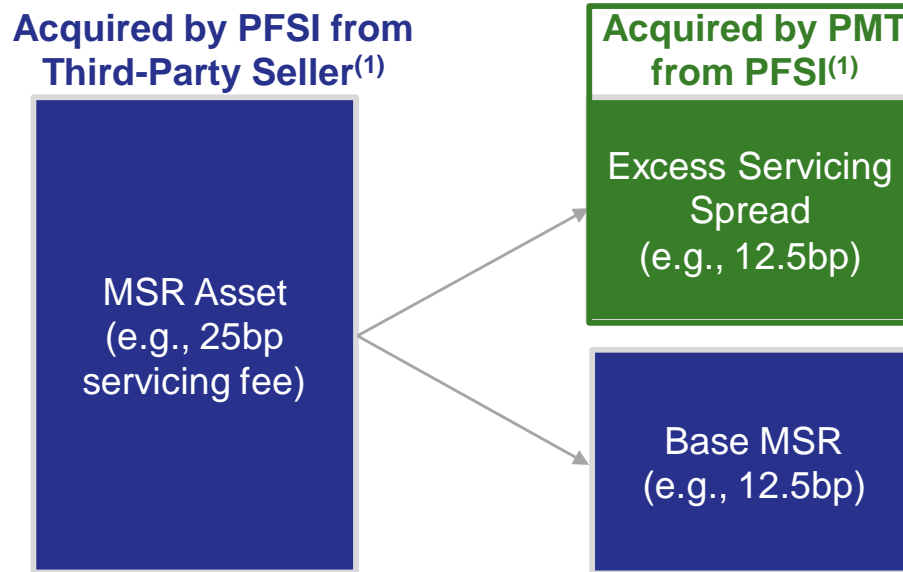 Acquired by PFSI from
Third-Party Seller(1)
MSR Asset
(e.g., 25bp
servicing fee)
Acquired by PMT
from PFSI(1)
Excess Servicing
Spread
(e.g., 12.5bp)
Base MSR
(e.g., 12.5bp)